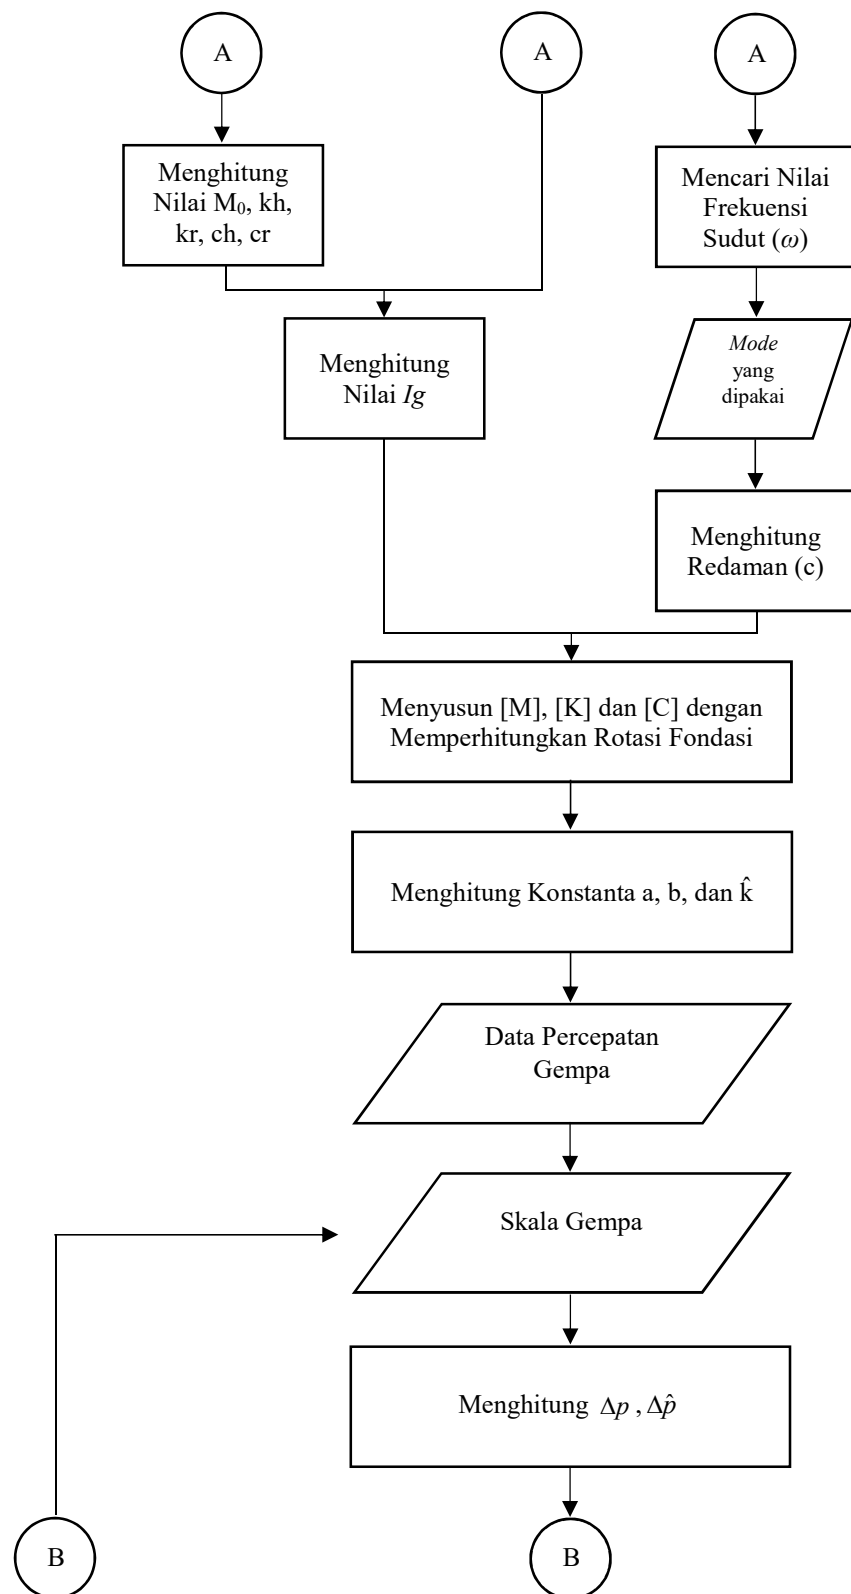 A
A
A
Menghitung
Nilai M₀, kh,
kr, ch, cr
Mencari Nilai
Frekuensi
Sudut (ω)
Menghitung
Nilai Ig
Mode
yang
dipakai
Menghitung
Redaman (c)
Menyusun [M], [K] dan [C] dengan
Memperhitungkan Rotasi Fondasi
Menghitung Konstanta a, b, dan k̂
Data Percepatan
Gempa
Skala Gempa
Menghitung Δp , Δp̂
B
B